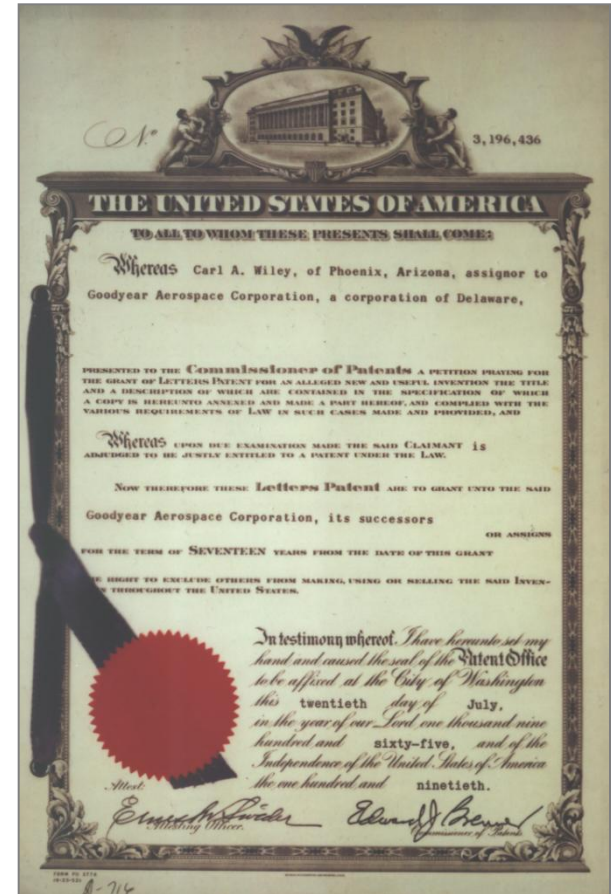 No
3,196,436
THE UNITED STATES OF AMERICA
TO ALL TO WHOM THESE PRESENTS SHALL COME:
Whereas Carl A. Wiley, of Phoenix, Arizona, assignor to
Goodyear Aerospace Corporation, a corporation of Delaware,
PRESENTED TO THE Commissioner of Patents A PETITION PRAYING FOR
THE GRANT OF LETTERS PATENT FOR AN ALLEGED NEW AND USEFUL INVENTION THE TITLE
AND A DESCRIPTION OF WHICH ARE CONTAINED IN THE SPECIFICATION OF WHICH
A COPY IS HEREUNTO ANNEXED AND MADE A PART HEREOF, AND COMPLIED WITH THE
VARIOUS REQUIREMENTS OF LAW IN SUCH CASES MADE AND PROVIDED, AND
Whereas UPON DUE EXAMINATION MADE THE SAID CLAIMANT is
ADJUDGED TO BE JUSTLY ENTITLED TO A PATENT UNDER THE LAW.
NOW THEREFORE THESE Letters Patent ARE TO GRANT UNTO THE SAID
Goodyear Aerospace Corporation, its successors
OR ASSIGNS
FOR THE TERM OF SEVENTEEN YEARS FROM THE DATE OF THIS GRANT
RIGHT TO EXCLUDE OTHERS FROM MAKING, USING OR SELLING THE SAID INVEN-
THROUGHOUT THE UNITED STATES.
In testimony whereof, I have hereunto set my
hand and caused the seal of the Patent Office
to be affixed at the City of Washington
this twentieth day of July,
in the year of our Lord one thousand nine
hundred and sixty-five, and of the
Independence of the United States of America
the one hundred and ninetieth.
Attest:
Attesting Officer.
Commissioner of Patents